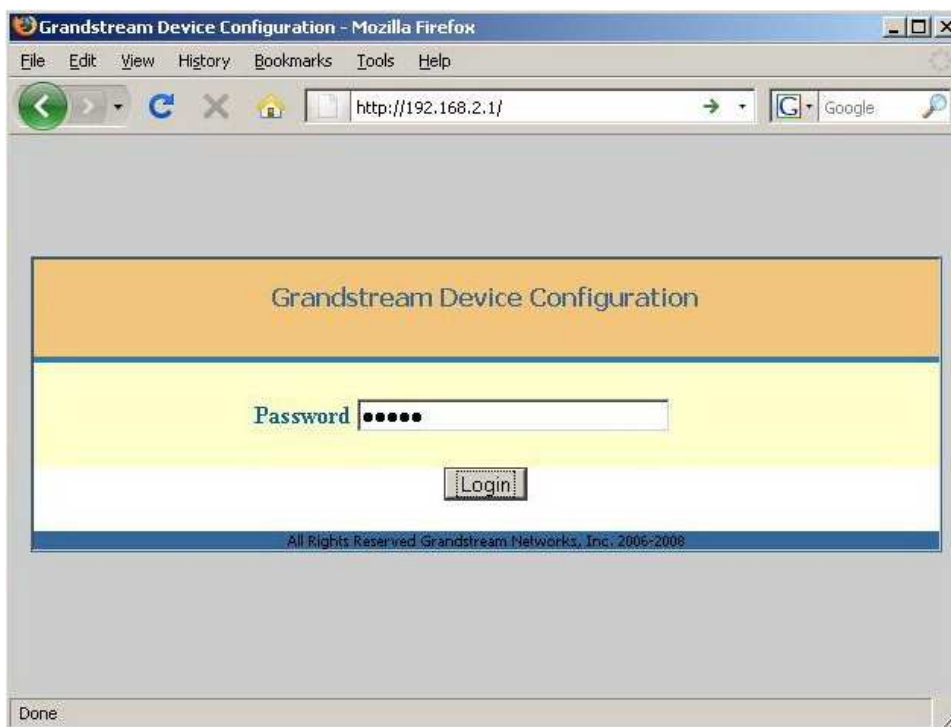 Grandstream Device Configuration - Mozilla Firefox
File Edit View History Bookmarks Tools Help
http://192.168.2.1/ G Google
Grandstream Device Configuration
Password •••••
Login
All Rights Reserved Grandstream Networks, Inc. 2006-2008
Done